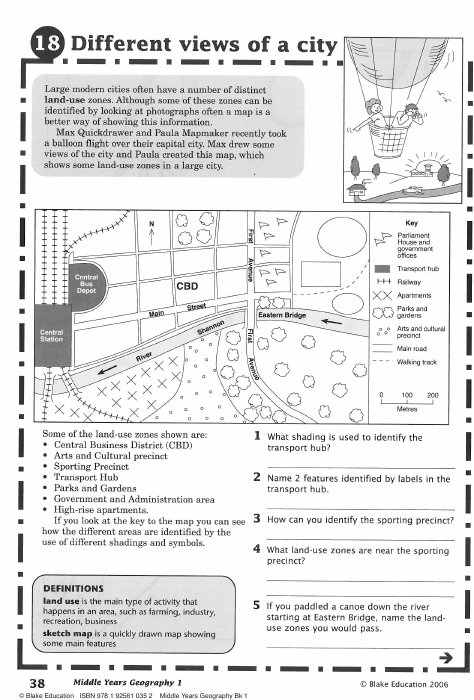 18 Different views of a city
Large modern cities often have a number of distinct
land-use zones. Although some of these zones can be
identified by looking at photographs often a map is a
better way of showing this information.
Max Quickdrawer and Paula Mapmaker recently took
a balloon flight over their capital city. Max drew some
views of the city and Paula created this map, which
shows some land-use zones in a large city.
N
First
Avenue
Central
Bus
Depot
CBD
Main Street
Eastern Bridge
Central
Station
River Shannon
First
Avenue
Key
Parliament
House and
government
offices
Transport hub
Railway
Apartments
Parks and
gardens
Arts and cultural
precinct
Main road
Walking track
0 100 200
Metres
Some of the land-use zones shown are:
• Central Business District (CBD)
• Arts and Cultural precinct
• Sporting Precinct
• Transport Hub
• Parks and Gardens
• Government and Administration area
• High-rise apartments.
If you look at the key to the map you can see
how the different areas are identified by the
use of different shadings and symbols.
DEFINITIONS
land use is the main type of activity that
happens in an area, such as farming, industry,
recreation, business
sketch map is a quickly drawn map showing
some main features
1 What shading is used to identify the
transport hub?
2 Name 2 features identified by labels in the
transport hub.
3 How can you identify the sporting precinct?
4 What land-use zones are near the sporting
precinct?
5 If you paddled a canoe down the river
starting at Eastern Bridge, name the land-
use zones you would pass.
38 Middle Years Geography 1 © Blake Education 2006
© Blake Education ISBN 978 1 92561 035 2 Middle Years Geography Bk 1